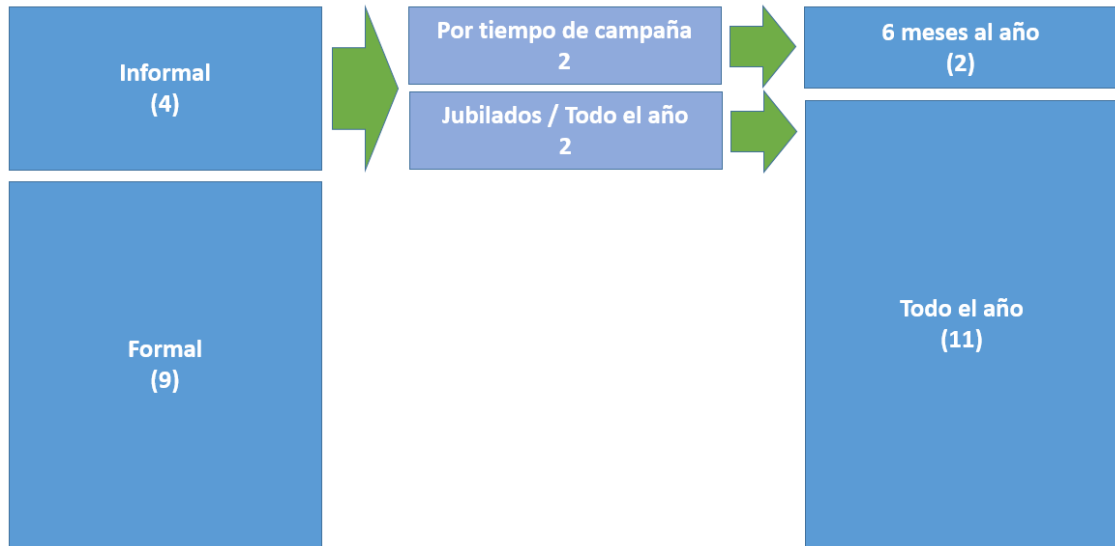 Informal
(4)
Por tiempo de campaña
2
6 meses al año
(2)
Jubilados / Todo el año
2
Formal
(9)
Todo el año
(11)